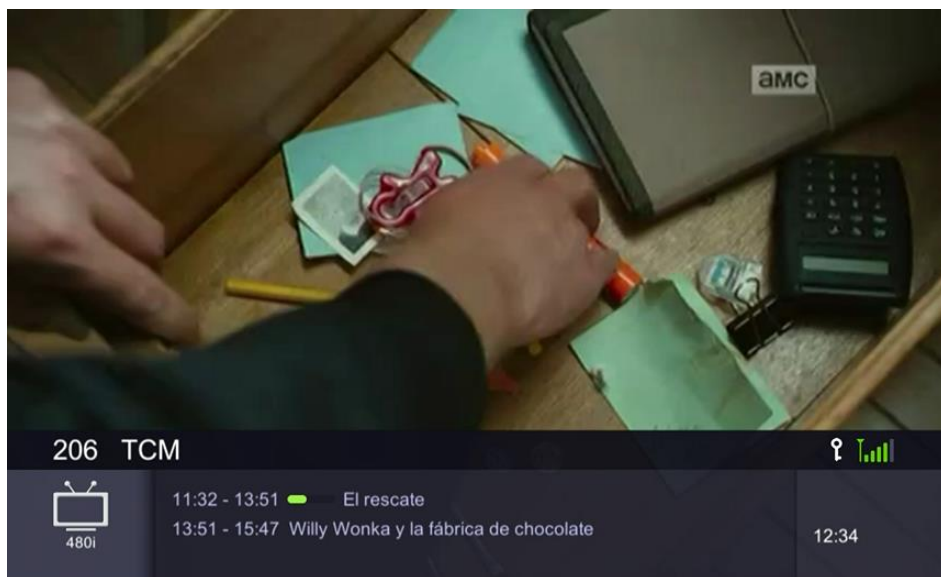 amc
206 TCM
11:32 - 13:51 El rescate
13:51 - 15:47 Willy Wonka y la fábrica de chocolate
480i
12:34